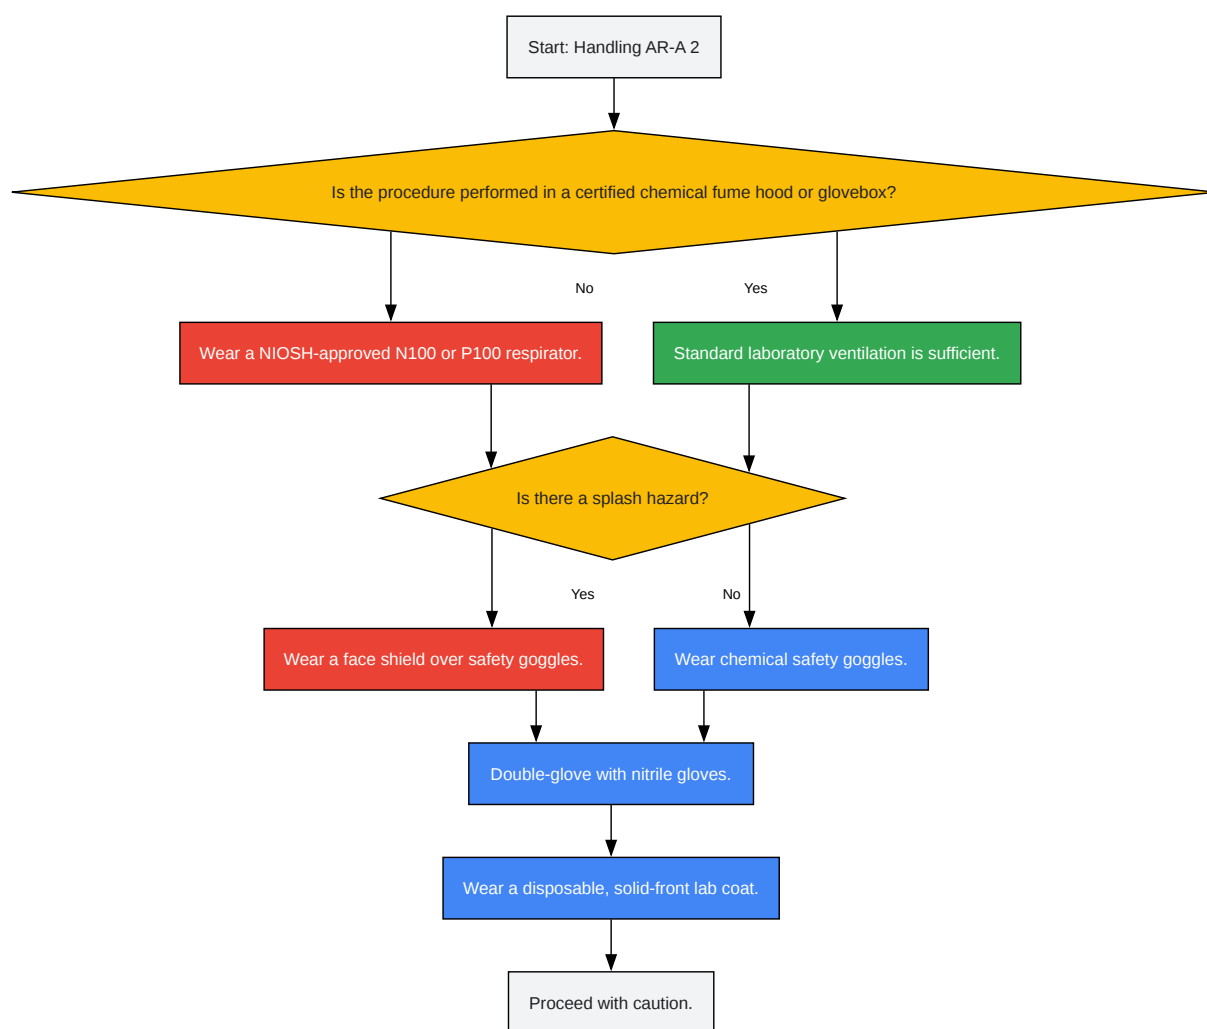 Start: Handling AR-A 2
Is the procedure performed in a certified chemical fume hood or glovebox?
No
Yes
Wear a NIOSH-approved N100 or P100 respirator.
Standard laboratory ventilation is sufficient.
Is there a splash hazard?
Yes
No
Wear a face shield over safety goggles.
Wear chemical safety goggles.
Double-glove with nitrile gloves.
Wear a disposable, solid-front lab coat.
Proceed with caution.